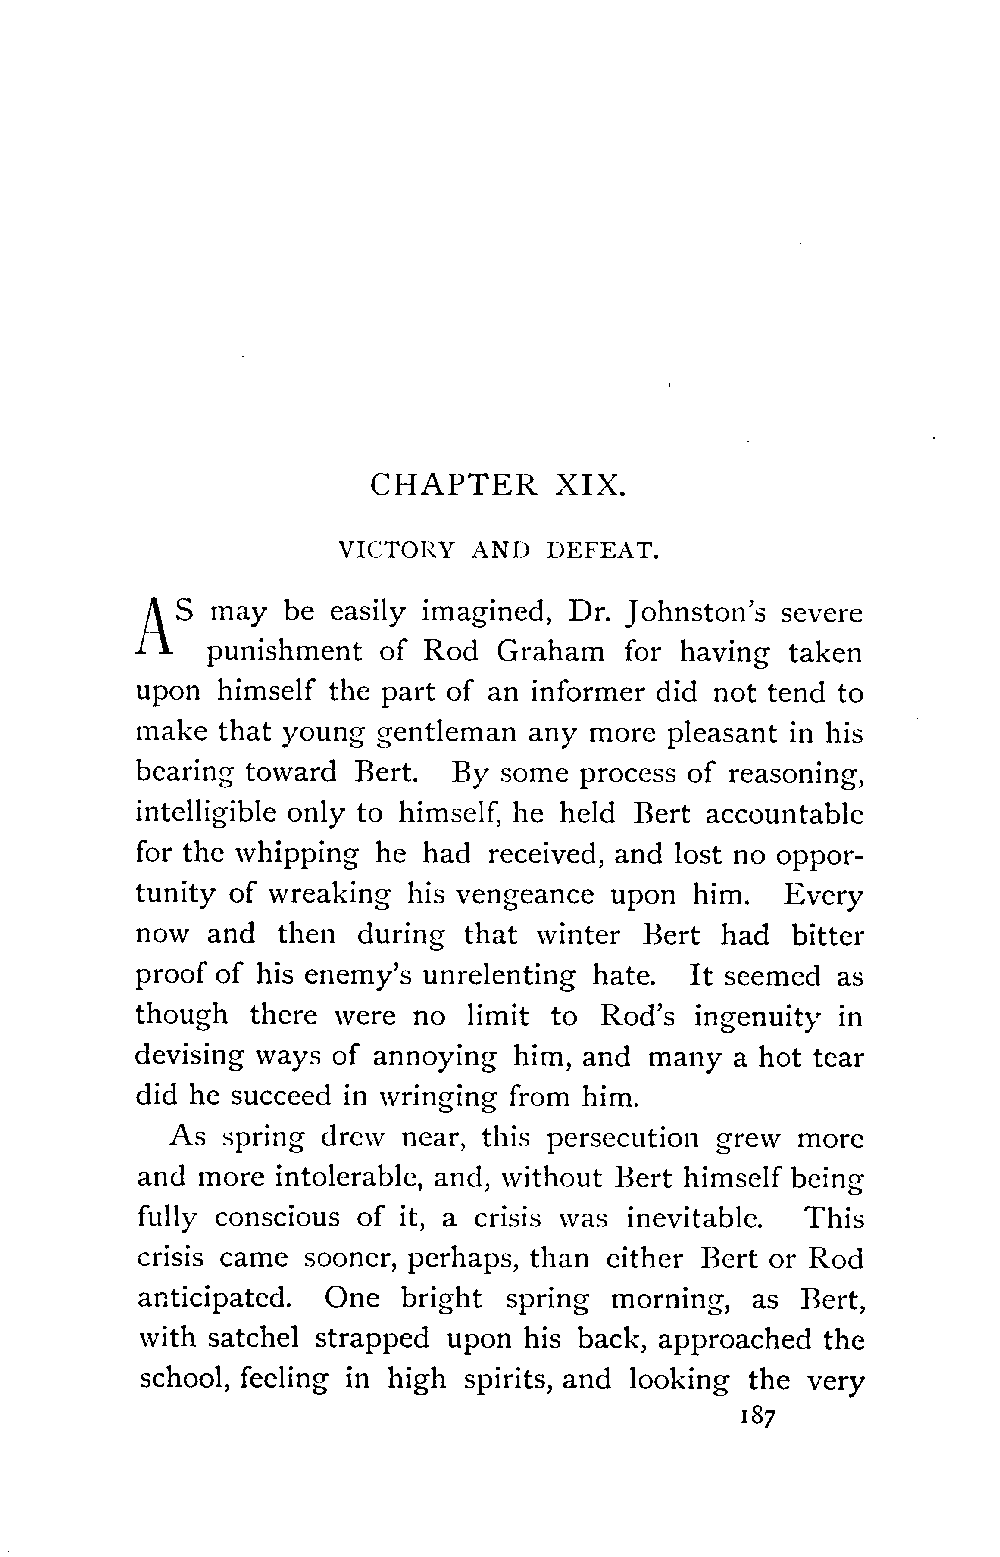 CHAPTER XIX.
VICTORY AND DEFEAT.
AS may be easily imagined, Dr. Johnston's severe
punishment of Rod Graham for having taken
upon himself the part of an informer did not tend to
make that young gentleman any more pleasant in his
bearing toward Bert. By some process of reasoning,
intelligible only to himself, he held Bert accountable
for the whipping he had received, and lost no oppor-
tunity of wreaking his vengeance upon him. Every
now and then during that winter Bert had bitter
proof of his enemy's unrelenting hate. It seemed as
though there were no limit to Rod's ingenuity in
devising ways of annoying him, and many a hot tear
did he succeed in wringing from him.
As spring drew near, this persecution grew more
and more intolerable, and, without Bert himself being
fully conscious of it, a crisis was inevitable. This
crisis came sooner, perhaps, than either Bert or Rod
anticipated. One bright spring morning, as Bert,
with satchel strapped upon his back, approached the
school, feeling in high spirits, and looking the very
187